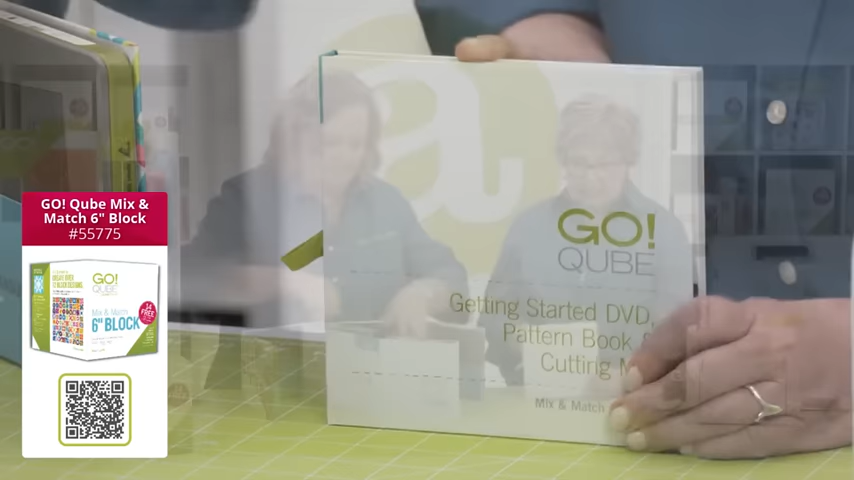 GO! Qube Mix &
Match 6" Block
#55775
GO!
QUBE
Mix & Match
6" BLOCK
FREE
a
GO!
QUBE
Getting Started DVD,
Pattern Book &
Cutting
Mix & Match